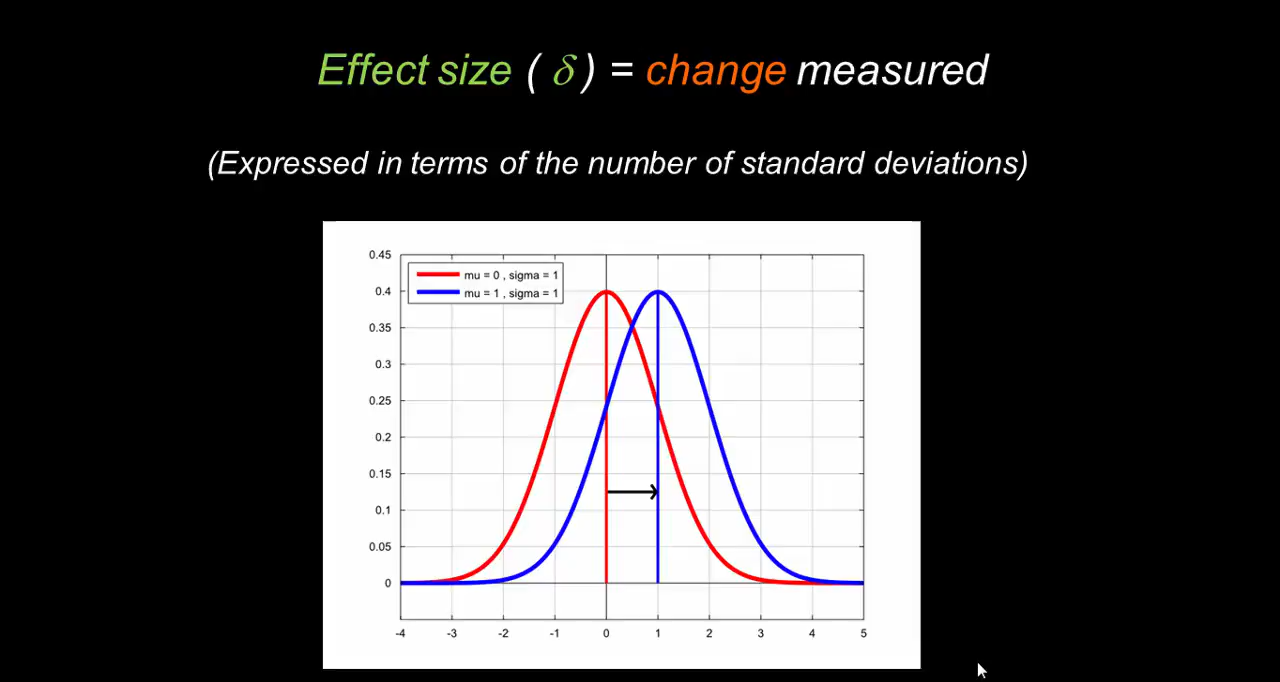 Effect size ( δ ) = change measured
(Expressed in terms of the number of standard deviations)
0.45
mu = 0 , sigma = 1
mu = 1 , sigma = 1
0.4
0.35
0.3
0.25
0.2
0.15
0.1
0.05
0
-4 -3 -2 -1 0 1 2 3 4 5